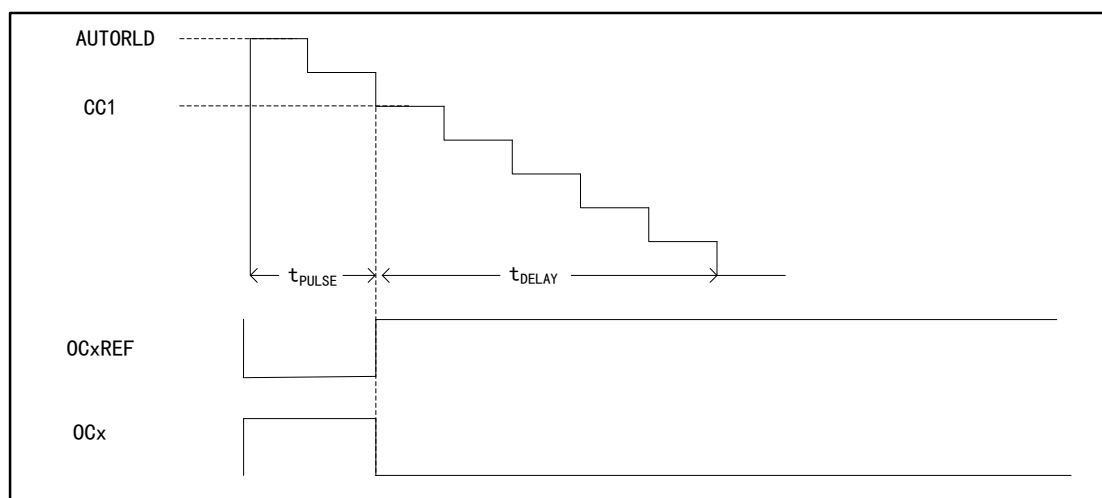 AUTORLD
CC1
tPULSE
tDELAY
OCxREF
OCx